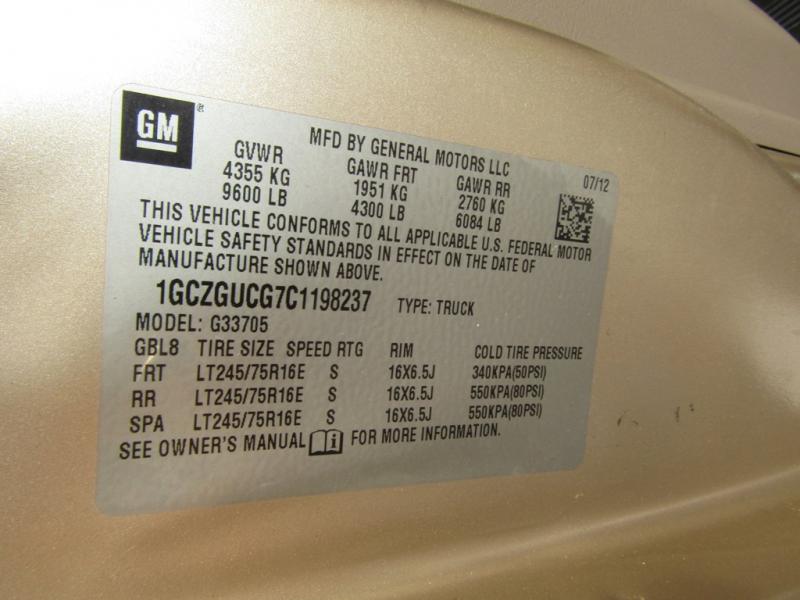 GM ®
MFD BY GENERAL MOTORS LLC
GVWR GAWR FRT GAWR RR 07/12
4355 KG 1951 KG 2760 KG
9600 LB 4300 LB 6084 LB
THIS VEHICLE CONFORMS TO ALL APPLICABLE U.S. FEDERAL MOTOR
VEHICLE SAFETY STANDARDS IN EFFECT ON THE DATE OF
MANUFACTURE SHOWN ABOVE.
1GCZGUCG7C1198237 TYPE: TRUCK
MODEL: G33705
GBL8 TIRE SIZE SPEED RTG RIM COLD TIRE PRESSURE
FRT LT245/75R16E S 16X6.5J 340KPA(50PSI)
RR LT245/75R16E S 16X6.5J 550KPA(80PSI)
SPA LT245/75R16E S 16X6.5J 550KPA(80PSI)
SEE OWNER'S MANUAL FOR MORE INFORMATION.